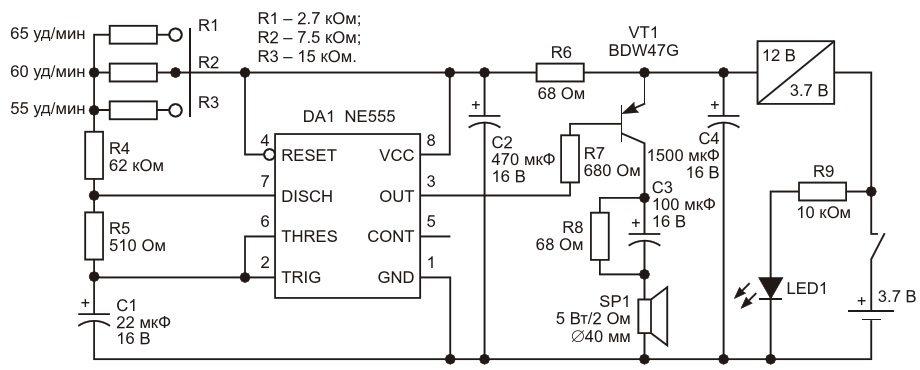 65 уд/мин
R1
60 уд/мин
R2
55 уд/мин
R3
R1 – 2.7 кОм;
R2 – 7.5 кОм;
R3 – 15 кОм.
R4
62 кОм
R5
510 Ом
C1
22 мкФ
16 В
+
DA1 NE555
4
RESET
7
DISCH
6
THRES
2
TRIG
VCC
8
OUT
3
CONT
5
GND
1
+
C2
470 мкФ
16 В
R6
68 Ом
R7
680 Ом
VT1
BDW47G
R8
68 Ом
C3
100 мкФ
16 В
+
SP1
5 Вт/2 Ом
∅40 мм
+
C4
1500 мкФ
16 В
12 В
3.7 В
R9
10 кОм
LED1
+
3.7 В